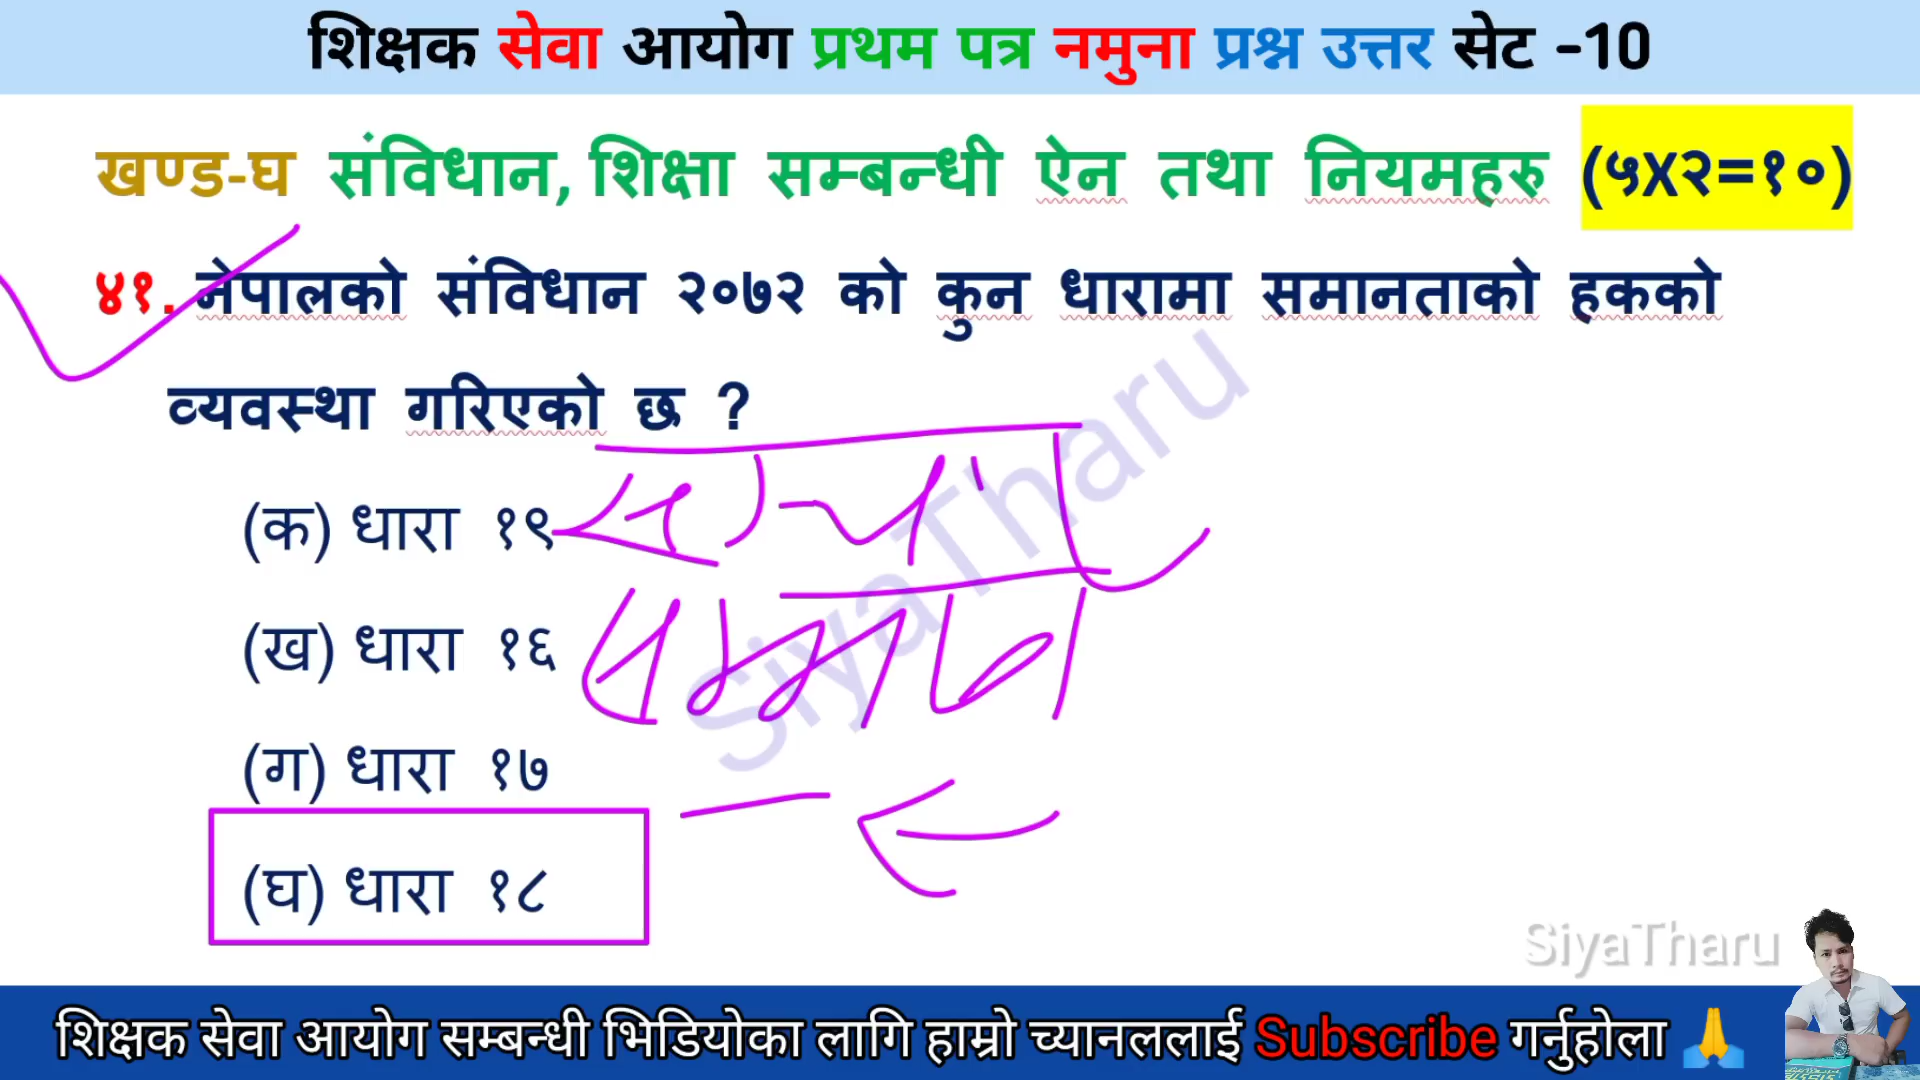 शिक्षक सेवा आयोग प्रथम पत्र नमुना प्रश्न उत्तर सेट -10
खण्ड-घ संविधान, शिक्षा सम्बन्धी ऐन तथा नियमहरु (५X२=१०)
४१. नेपालको संविधान २०७२ को कुन धारामा समानताको हकको
व्यवस्था गरिएको छ ?
(क) धारा १९
(ख) धारा १६
(ग) धारा १७
(घ) धारा १८
SiyaTharu
SiyaTharu
शिक्षक सेवा आयोग सम्बन्धी भिडियोका लागि हाम्रो च्यानललाई Subscribe गर्नुहोला 🙏